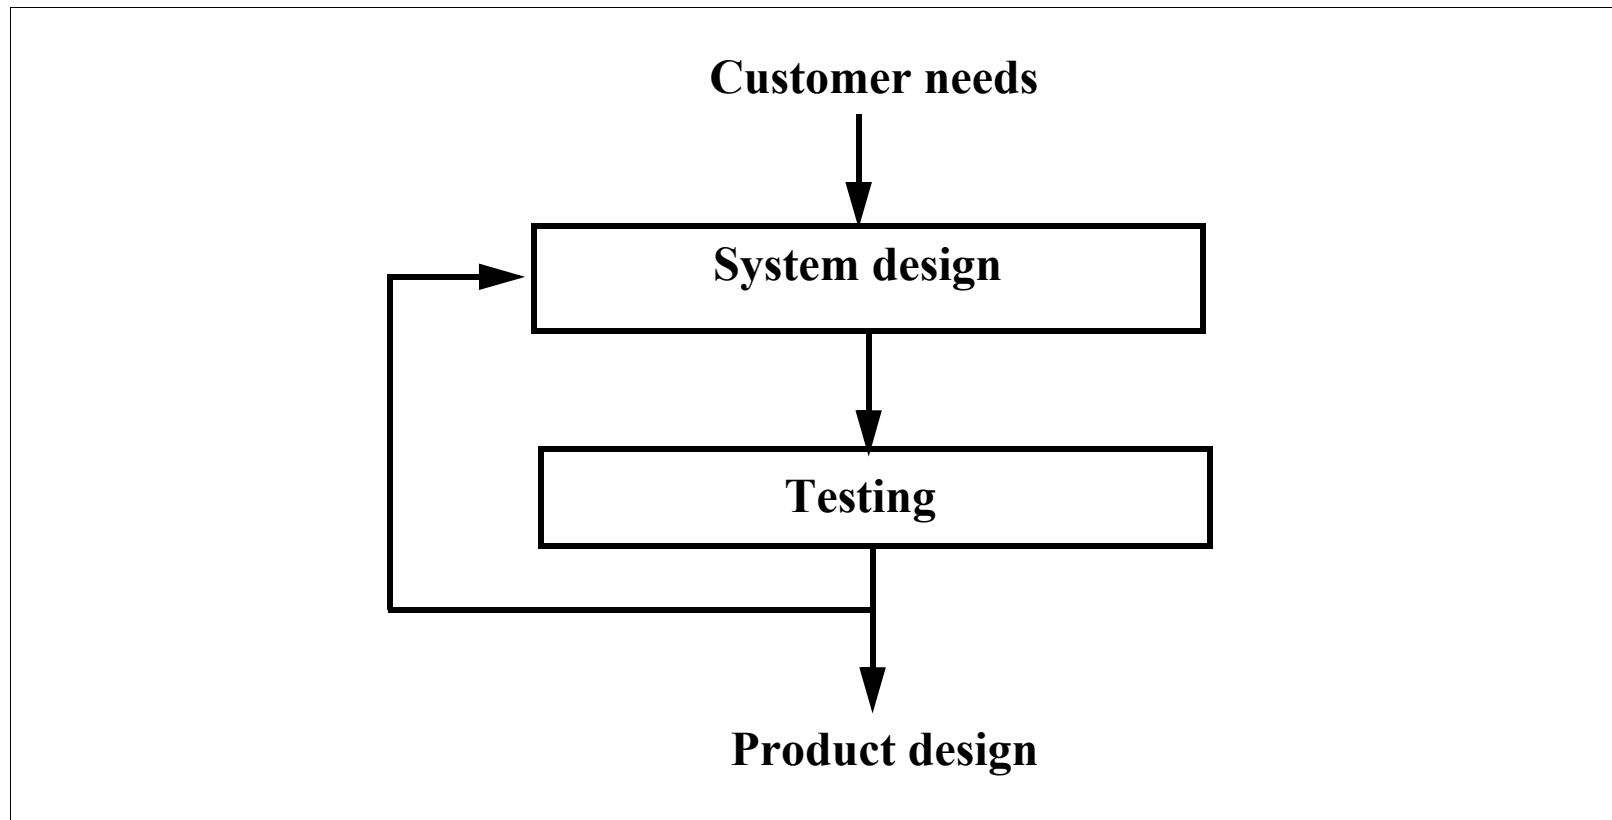 Customer needs
System design
Testing
Product design